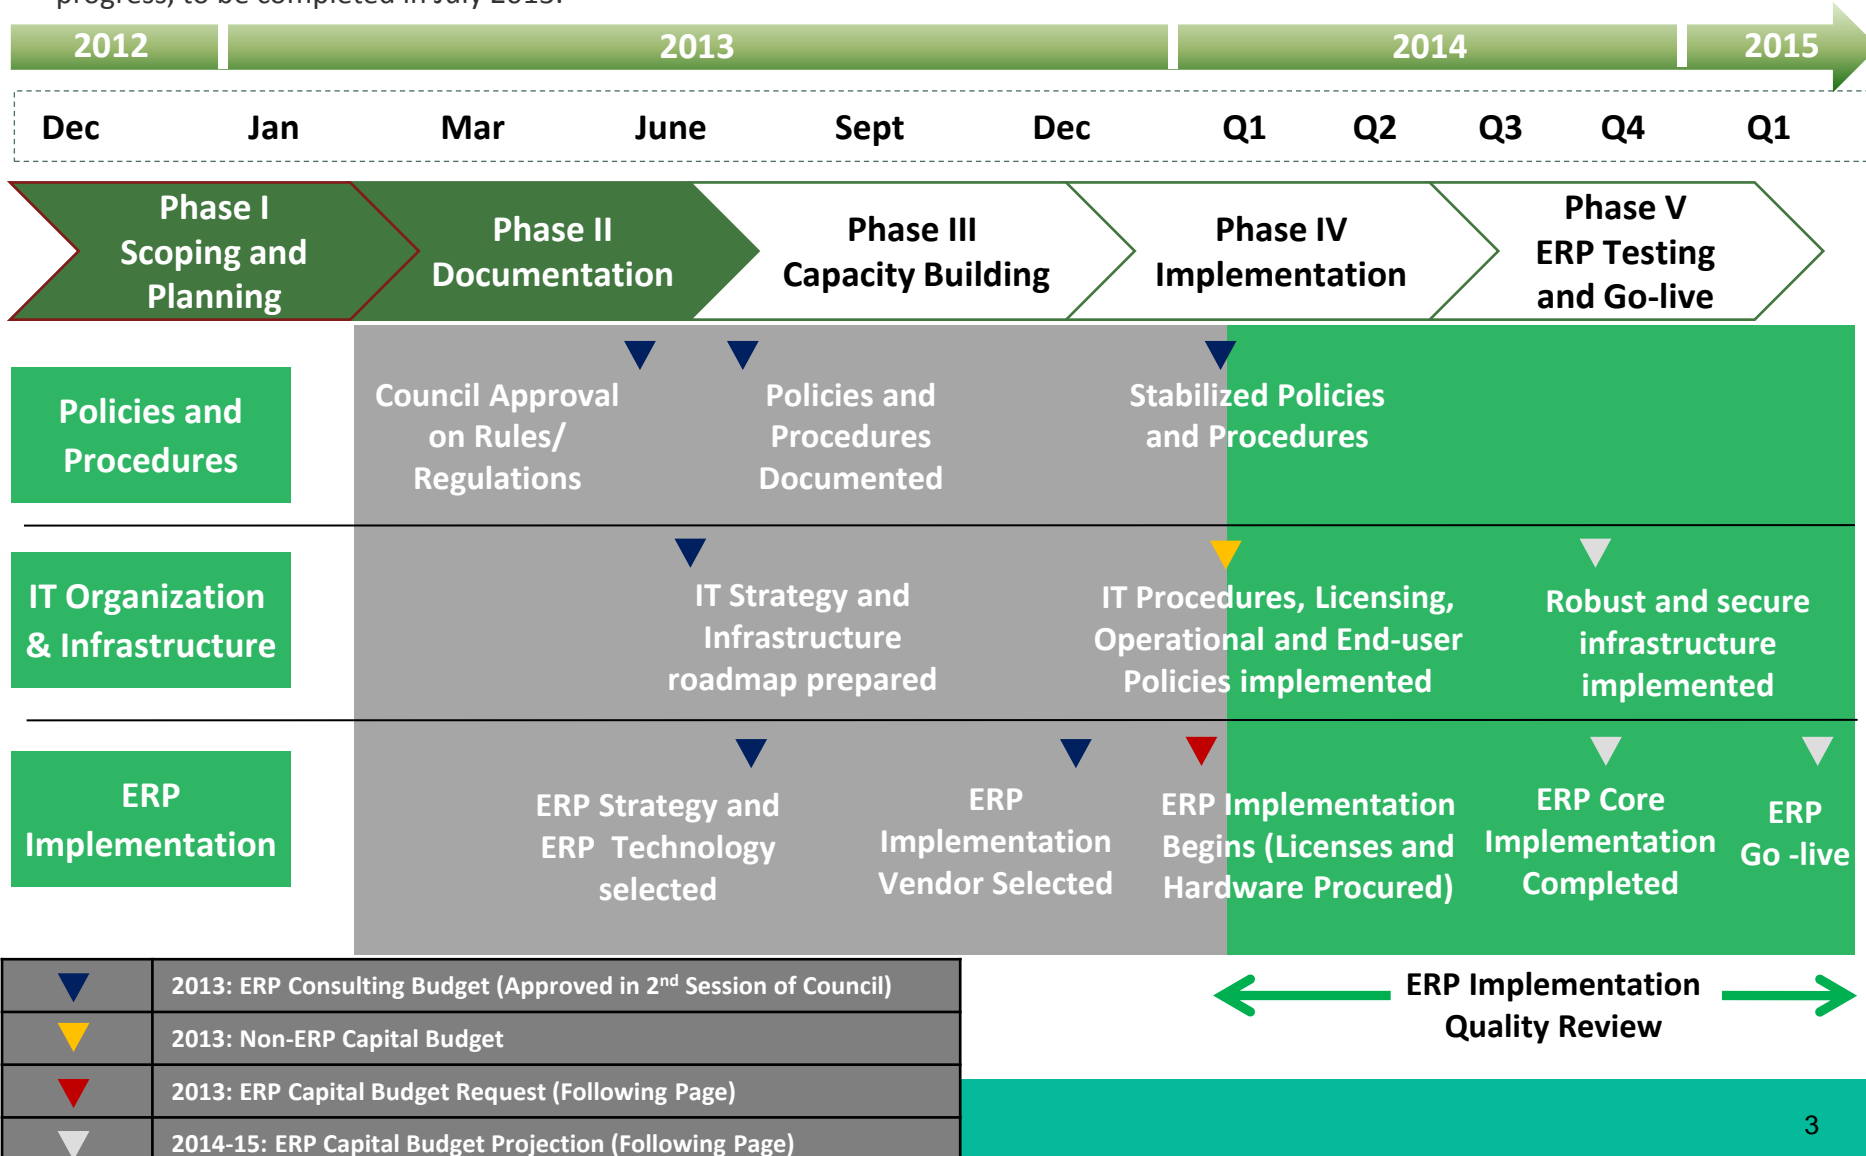 progress, to be completed in July 2013.
2012 2013 2014 2015
Dec Jan Mar June Sept Dec Q1 Q2 Q3 Q4 Q1
Phase I
Scoping and
Planning
Phase II
Documentation
Phase III
Capacity Building
Phase IV
Implementation
Phase V
ERP Testing
and Go-live
Policies and
Procedures
Council Approval
on Rules/
Regulations
Policies and
Procedures
Documented
Stabilized Policies
and Procedures
IT Organization
& Infrastructure
IT Strategy and
Infrastructure
roadmap prepared
IT Procedures, Licensing,
Operational and End-user
Policies implemented
Robust and secure
infrastructure
implemented
ERP
Implementation
ERP Strategy and
ERP Technology
selected
ERP
Implementation
Vendor Selected
ERP Implementation
Begins (Licenses and
Hardware Procured)
ERP Core
Implementation
Completed
ERP
Go -live
2013: ERP Consulting Budget (Approved in 2nd Session of Council)
2013: Non-ERP Capital Budget
2013: ERP Capital Budget Request (Following Page)
2014-15: ERP Capital Budget Projection (Following Page)
ERP Implementation
Quality Review
3